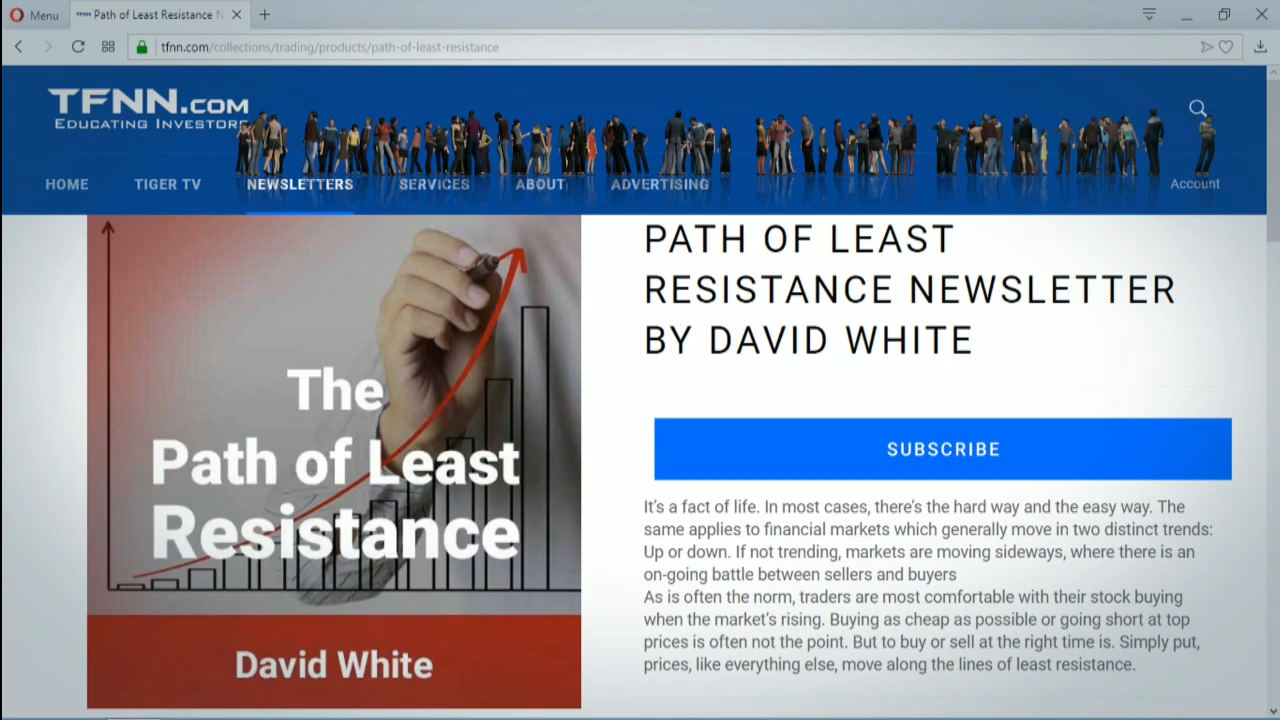 Menu
TFNN Path of Least Resistance N
tfnn.com/collections/trading/products/path-of-least-resistance
TFNN.COM
EDUCATING INVESTORS
HOME TIGER TV NEWSLETTERS SERVICES ABOUT ADVERTISING Account
The
Path of Least
Resistance
David White
PATH OF LEAST
RESISTANCE NEWSLETTER
BY DAVID WHITE
SUBSCRIBE
It's a fact of life. In most cases, there's the hard way and the easy way. The
same applies to financial markets which generally move in two distinct trends:
Up or down. If not trending, markets are moving sideways, where there is an
on-going battle between sellers and buyers
As is often the norm, traders are most comfortable with their stock buying
when the market's rising. Buying as cheap as possible or going short at top
prices is often not the point. But to buy or sell at the right time is. Simply put,
prices, like everything else, move along the lines of least resistance.